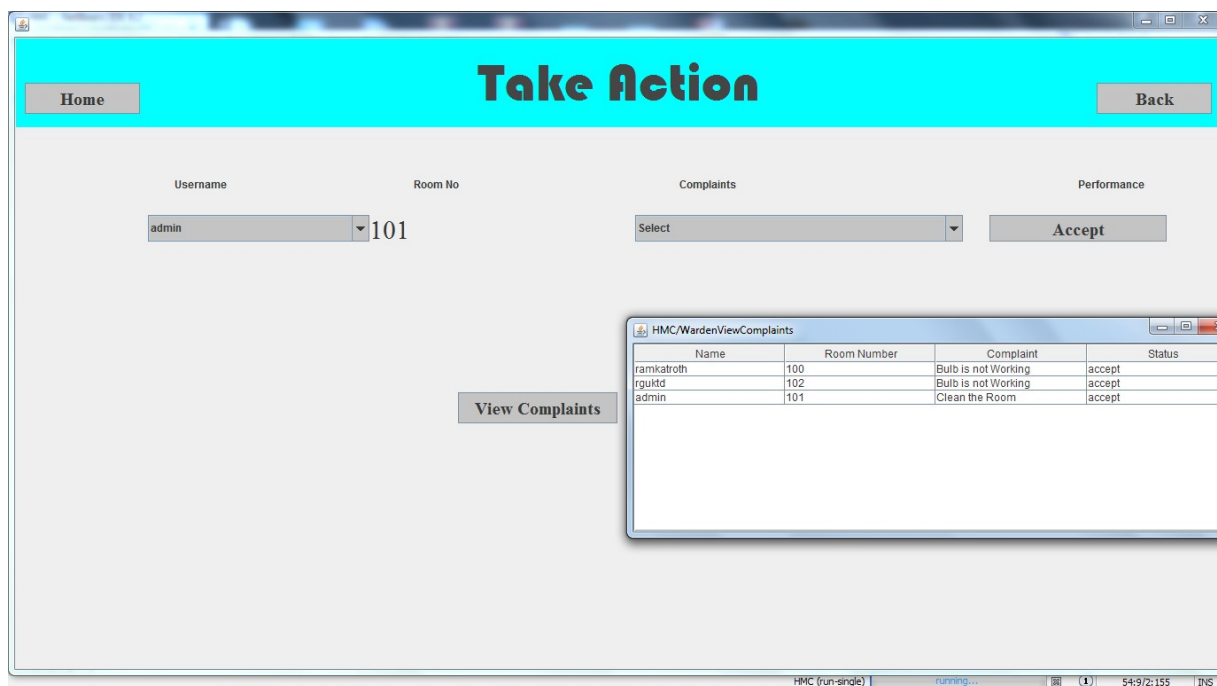 Take Action
Home
Back
Username Room No Complaints Performance
admin 101 Select Accept
HMC/WardenViewComplaints
Name Room Number Complaint Status
ramkatroth 100 Bulb is not Working accept
rguktd 102 Bulb is not Working accept
admin 101 Clean the Room accept
View Complaints
HMC (run-single) running... (1) 54:9/2:155 INS